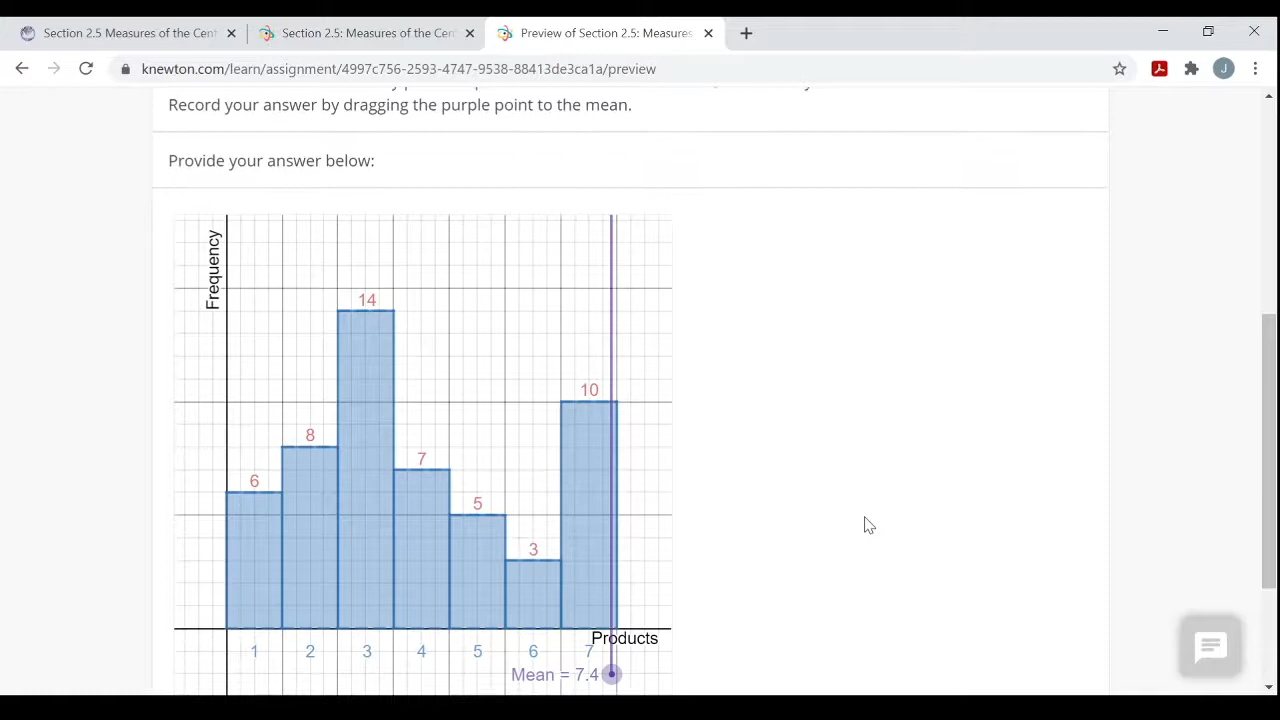 Section 2.5 Measures of the Cent
Section 2.5: Measures of the Cen
Preview of Section 2.5: Measures
knewton.com/learn/assignment/4997c756-2593-4747-9538-88413de3ca1a/preview
J
Record your answer by dragging the purple point to the mean.
Provide your answer below:
Frequency
14
10
8
7
6
5
3
Products
1 2 3 4 5 6 7
Mean = 7.4